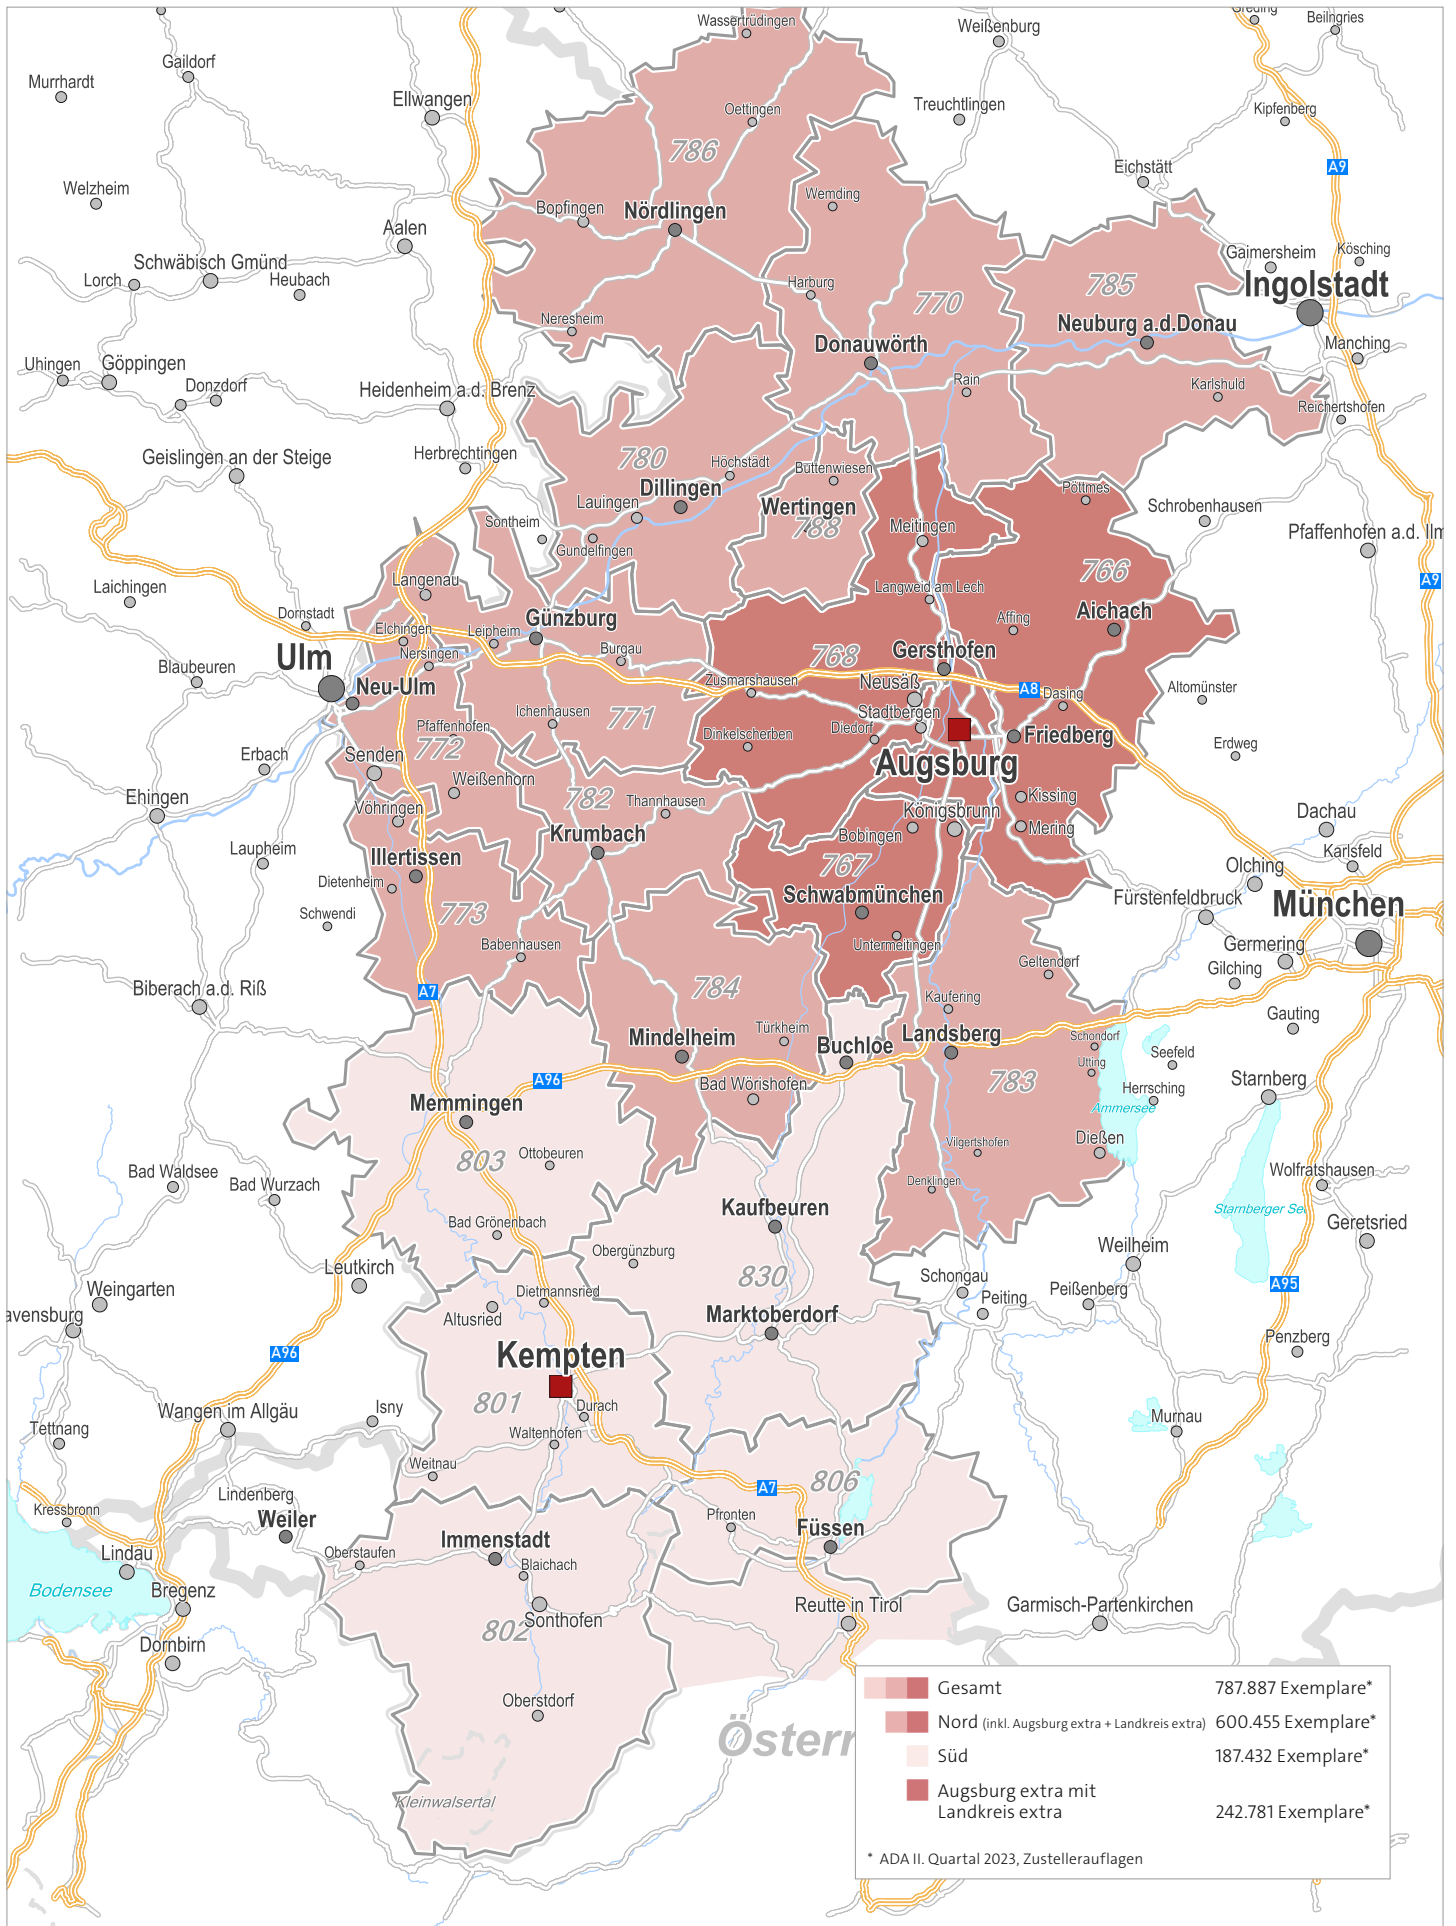 Wassertrüdingen
Weißenburg
Beilngries
Gaildorf
Murrhardt
Ellwangen
Oettingen
Treuchtlingen
Kipfenberg
786
A9
Eichstätt
Welzheim
Wemding
Bopfingen
Nördlingen
Aalen
Gaimersheim
Kösching
Schwäbisch Gmünd
Lorch
Heubach
Harburg
785
Ingolstadt
770
Neresheim
Neuburg a.d.Donau
Donauwörth
Manching
Uhingen
Göppingen
Donzdorf
Heidenheim a.d. Brenz
Rain
Karlshuld
Reichertshofen
Geislingen an der Steige
Herbrechtingen
780
Höchstädt
Buttenwiesen
Dillingen
Pöttmes
Lauingen
Wertingen
Schrobenhausen
788
Sontheim
Meitingen
Pfaffenhofen a.d. Ilm
Gundelfingen
766
Langenau
Laichingen
Langweid am Lech
A9
Dornstadt
Günzburg
Affing
Aichach
Elchingen
Leipheim
Burgau
Gersthofen
Ulm
Nersingen
768
Blaubeuren
Zusmarshausen
Neusäß
A8
Dasing
Altomünster
Neu-Ulm
Ichenhausen
771
Stadtbergen
Pfaffenhofen
Dinkelscherben
Diedorf
Friedberg
Erdweg
772
Erbach
Senden
Augsburg
Weißenhorn
Ehingen
782
Thannhausen
Kissing
Vöhringen
Königsbrunn
Dachau
Krumbach
Bobingen
Mering
Laupheim
Illertissen
767
Karlsfeld
Olching
Dietenheim
Schwabmünchen
Fürstenfeldbruck
München
Schwendi
773
Babenhausen
Untermeitingen
Germering
Geltendorf
Gilching
Biberach a.d. Riß
A7
784
Kaufering
Gauting
Mindelheim
Türkheim
Buchloe
Landsberg
Schondorf
Seefeld
Utting
A96
Bad Wörishofen
783
Herrsching
Starnberg
Memmingen
Ammersee
Vilgertshofen
Dießen
803
Ottobeuren
Bad Waldsee
Bad Wurzach
Denklingen
Wolfratshausen
Kaufbeuren
Starnberger See
Bad Grönenbach
Geretsried
Obergünzburg
Weilheim
Leutkirch
830
Schongau
A95
Weingarten
Dietmannsried
Peiting
Peißenberg
avensburg
Altusried
Marktoberdorf
Penzberg
A96
Kempten
801
Durach
Wangen im Allgäu
Isny
Murnau
Tettnang
Waltenhofen
Weitnau
806
A7
Lindenberg
Kressbronn
Weiler
Pfronten
Füssen
Immenstadt
Lindau
Oberstaufen
Blaichach
Bodensee
Bregenz
Sonthofen
Reutte in Tirol
Garmisch-Partenkirchen
802
Dornbirn
Oberstdorf
Österr
Kleinwalsertal
Gesamt 787.887 Exemplare*
Nord (inkl. Augsburg extra + Landkreis extra) 600.455 Exemplare*
Süd 187.432 Exemplare*
Augsburg extra mit
Landkreis extra 242.781 Exemplare*
* ADA II. Quartal 2023, Zustellerauflagen